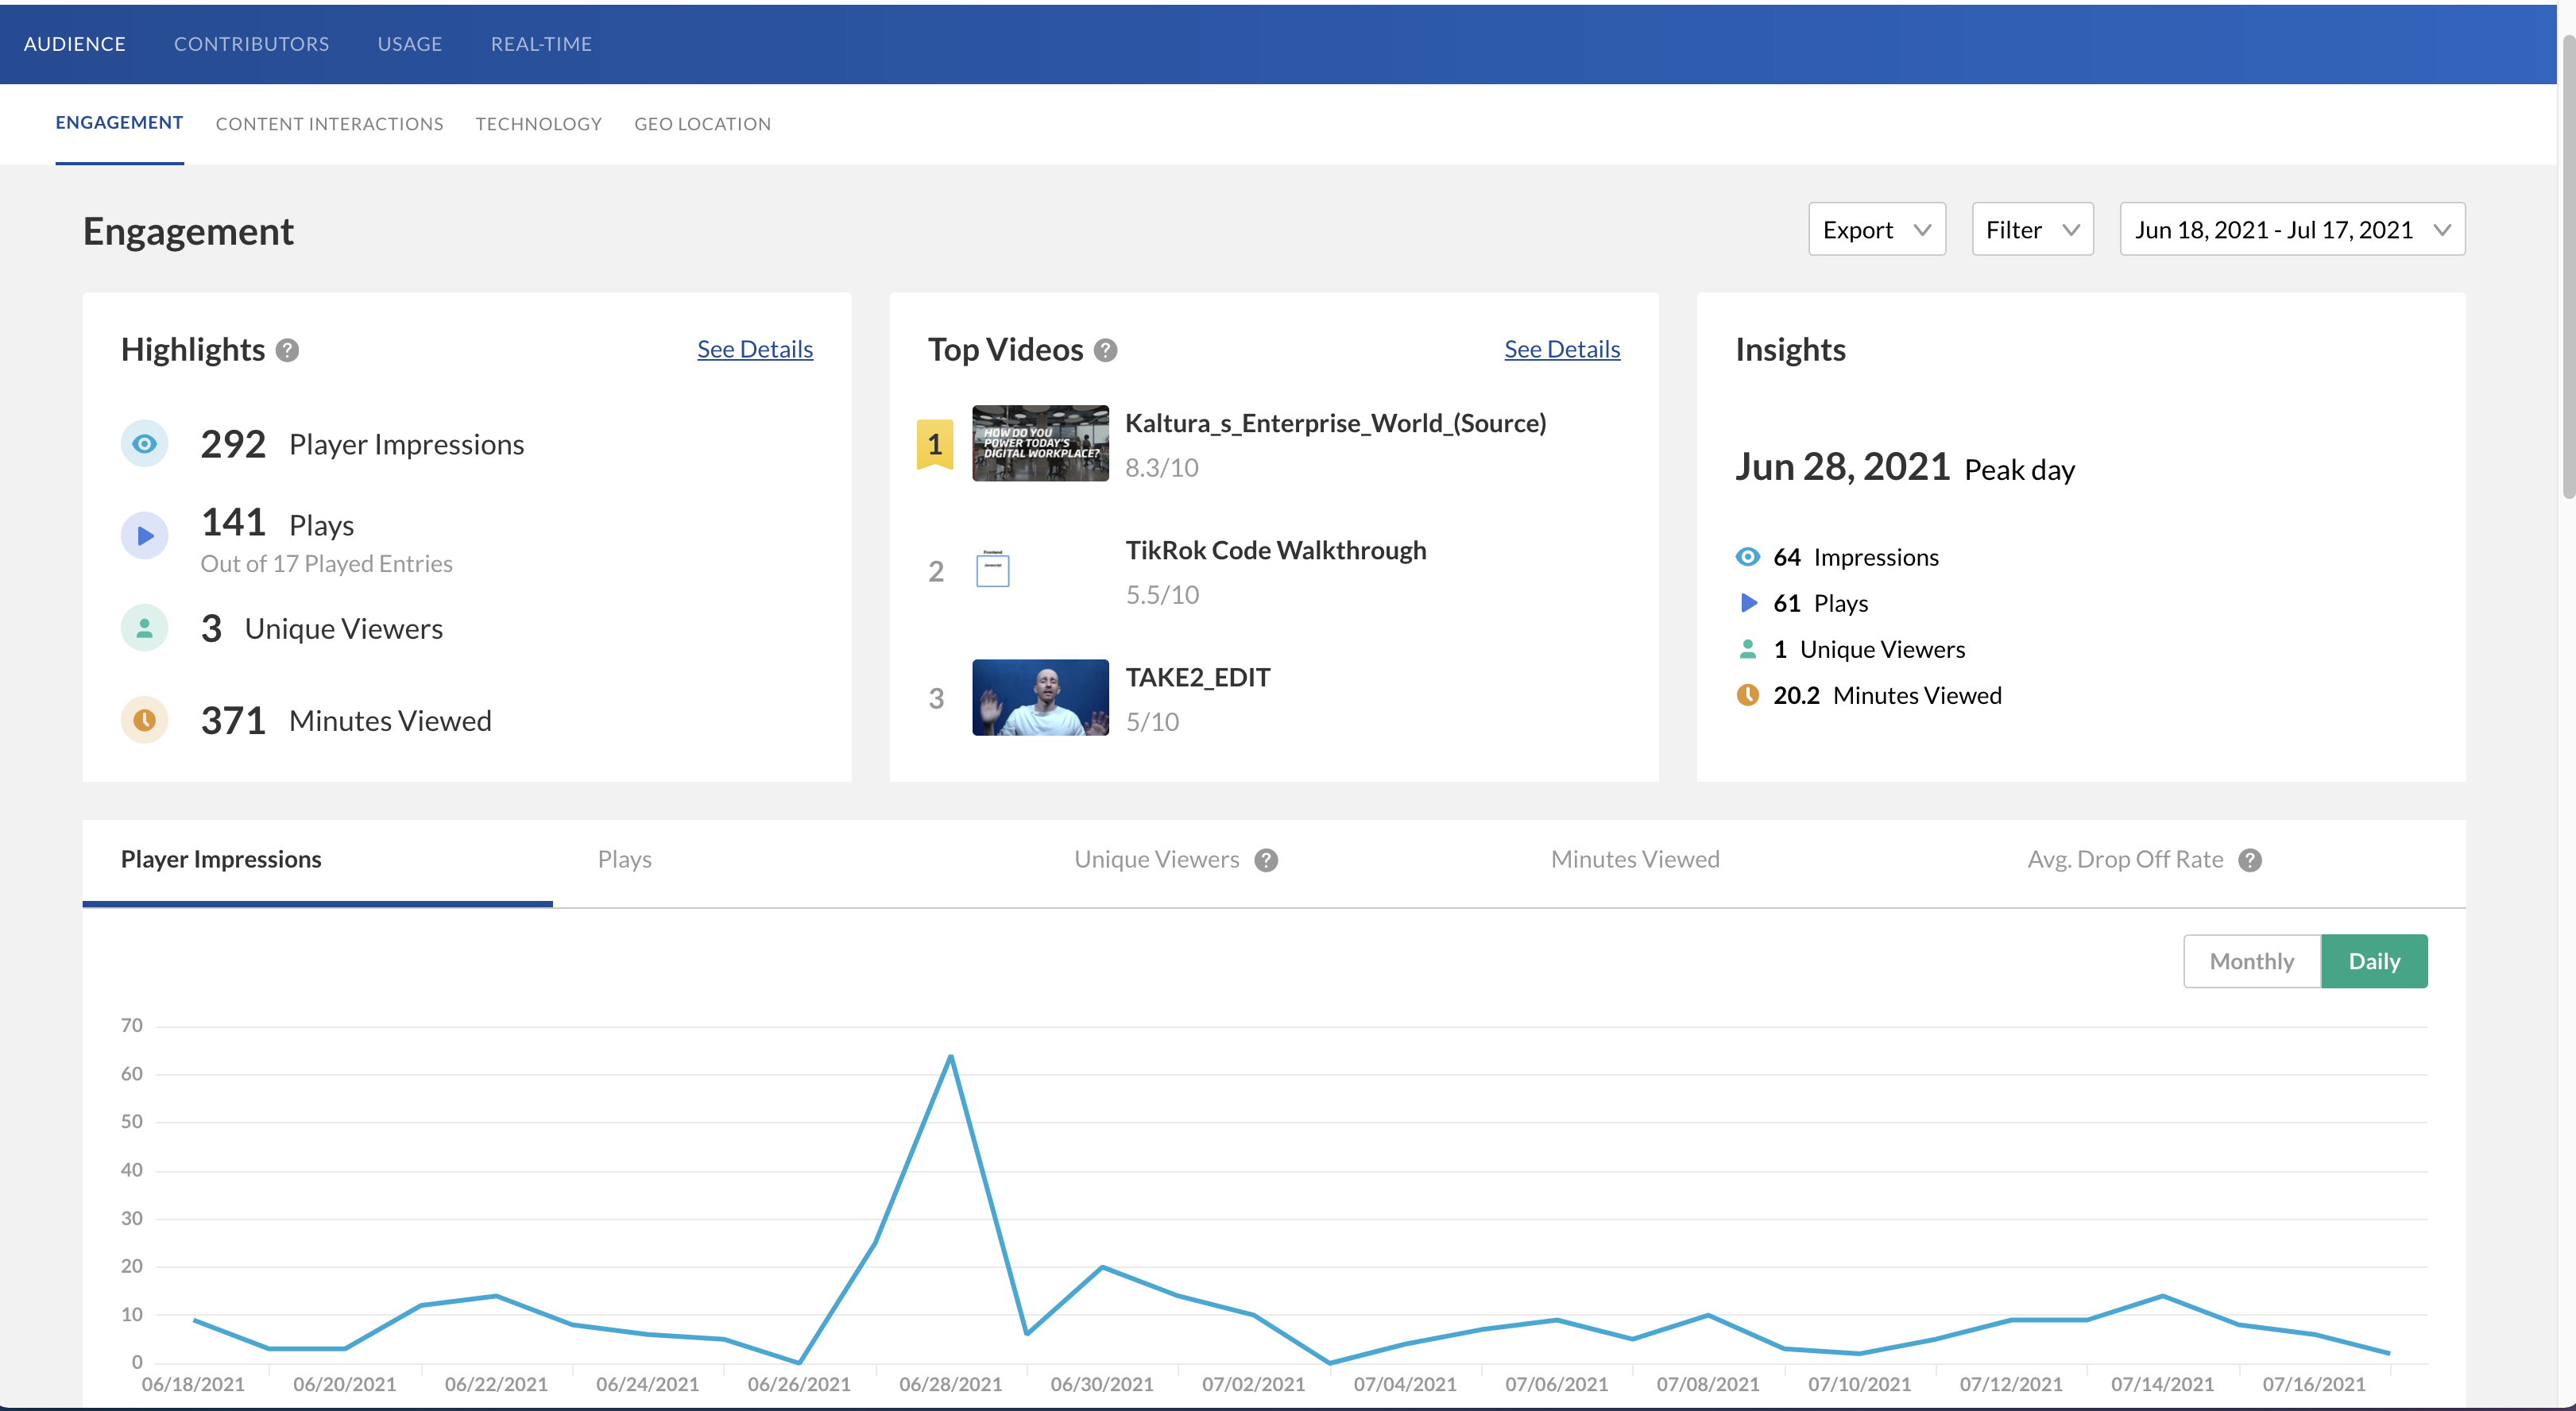 AUDIENCE CONTRIBUTORS USAGE REAL-TIME
ENGAGEMENT CONTENT INTERACTIONS TECHNOLOGY GEO LOCATION
Engagement
Export Filter Jun 18, 2021 - Jul 17, 2021
Highlights ? See Details
292 Player Impressions
141 Plays
Out of 17 Played Entries
3 Unique Viewers
371 Minutes Viewed
Top Videos ? See Details
1
HOW DO YOU
POWER TODAY'S
DIGITAL WORKPLACE?
Kaltura_s_Enterprise_World_(Source)
8.3/10
2
TikRok Code Walkthrough
5.5/10
3
TAKE2_EDIT
5/10
Insights
Jun 28, 2021 Peak day
64 Impressions
61 Plays
1 Unique Viewers
20.2 Minutes Viewed
Player Impressions Plays Unique Viewers ? Minutes Viewed Avg. Drop Off Rate ?
Monthly Daily
70
60
50
40
30
20
10
0
06/18/2021 06/20/2021 06/22/2021 06/24/2021 06/26/2021 06/28/2021 06/30/2021 07/02/2021 07/04/2021 07/06/2021 07/08/2021 07/10/2021 07/12/2021 07/14/2021 07/16/2021